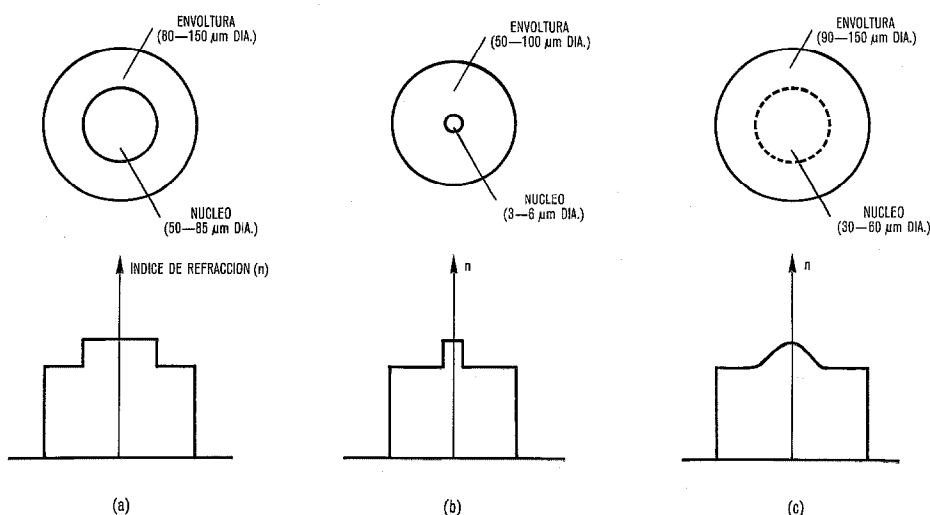 ENVOLTURA
(80—150 µm DIA.)
NUCLEO
(50—85 µm DIA.)
INDICE DE REFRACCION (n)
(a)
ENVOLTURA
(50—100 µm DIA.)
NUCLEO
(3—6 µm DIA.)
n
(b)
ENVOLTURA
(90—150 µm DIA.)
NUCLEO
(30—60 µm DIA.)
n
(c)